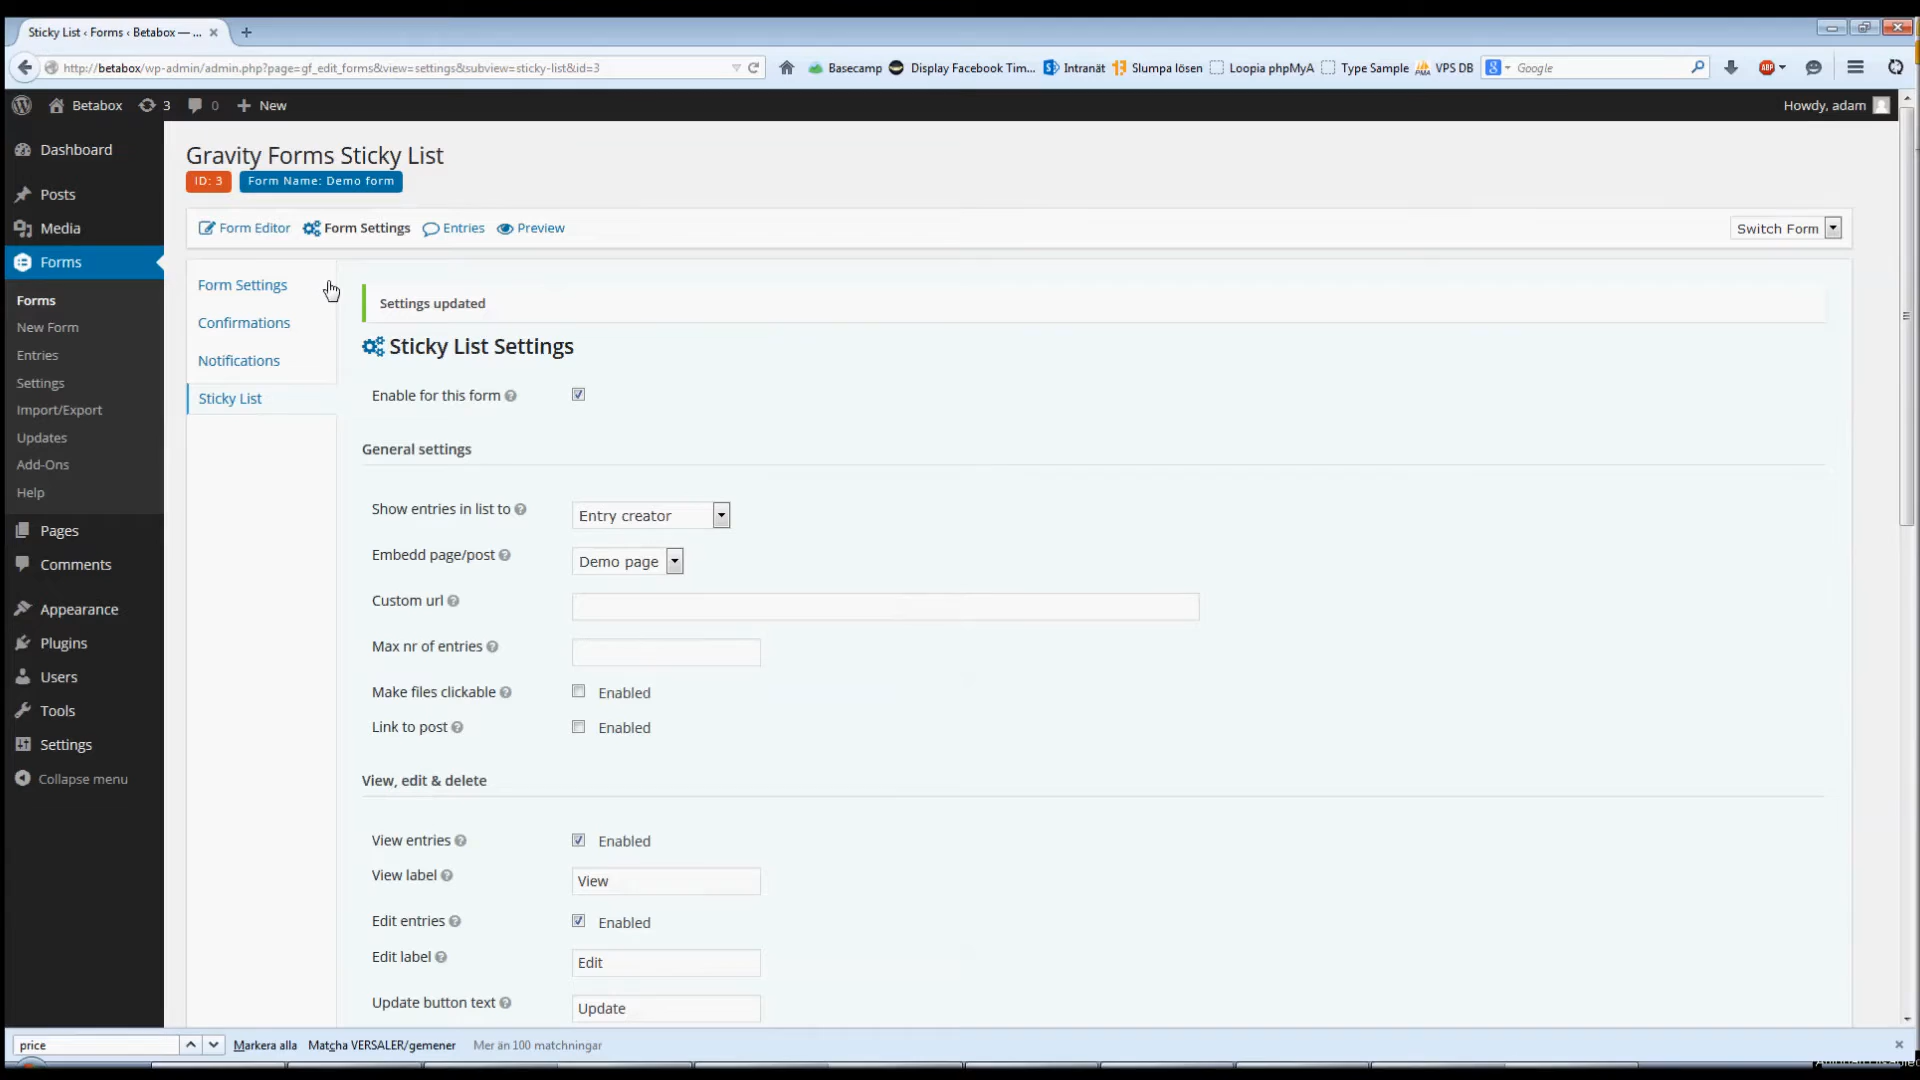 Sticky List ‹ Forms ‹ Betabox — ...
http://betabox/wp-admin/admin.php?page=gf_edit_forms&view=settings&subview=sticky-list&id=3
Basecamp Display Facebook Tim... Intranät Slumpa lösen Loopia phpMyA Type Sample VPS DB Google ABP
Betabox 3 0 New Howdy, adam
Dashboard
Posts
Media
Forms
Forms
New Form
Entries
Settings
Import/Export
Updates
Add-Ons
Help
Pages
Comments
Appearance
Plugins
Users
Tools
Settings
Collapse menu
Gravity Forms Sticky List
ID: 3 Form Name: Demo form
Form Editor Form Settings Entries Preview Switch Form
Form Settings
Confirmations
Notifications
Sticky List
Settings updated
Sticky List Settings
Enable for this form
General settings
Show entries in list to Entry creator
Embedd page/post Demo page
Custom url
Max nr of entries
Make files clickable Enabled
Link to post Enabled
View, edit & delete
View entries Enabled
View label View
Edit entries Enabled
Edit label Edit
Update button text Update
price Markera alla Matcha VERSALER/gemener Mer än 100 matchningar